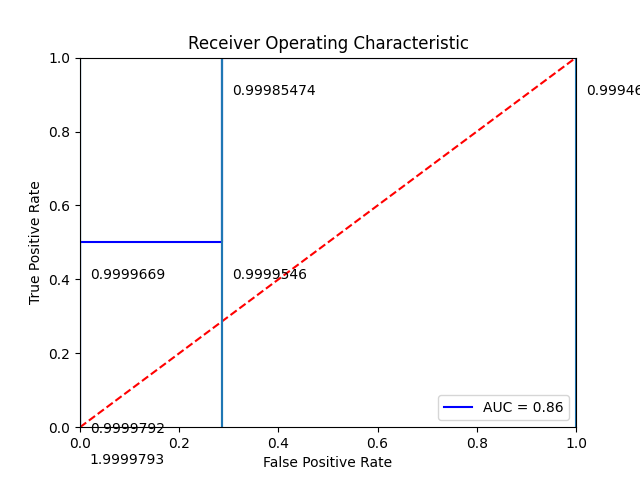 Receiver Operating Characteristic
1.0
0.99985474
0.99946
0.8
0.6
True Positive Rate
0.4
0.9999669
0.9999546
0.2
AUC = 0.86
0.0
0.9999792
0.0 0.2 0.4 0.6 0.8 1.0
1.9999793
False Positive Rate